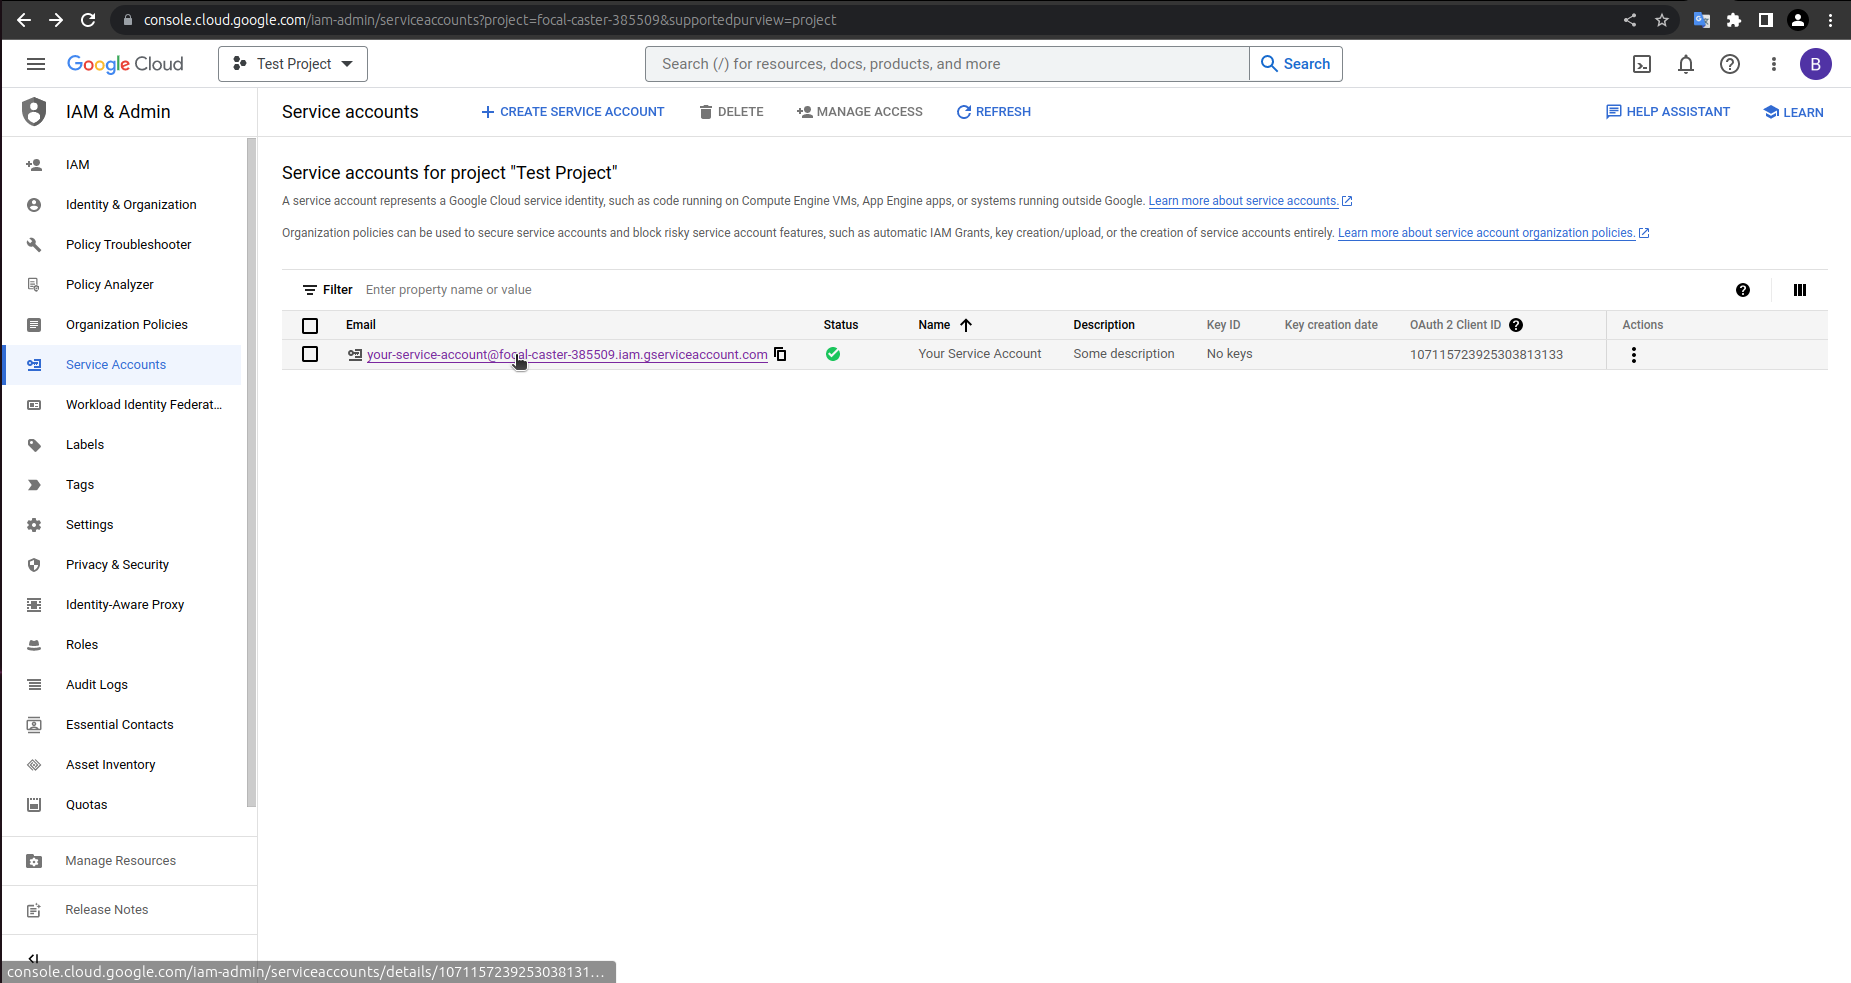 console.cloud.google.com/iam-admin/serviceaccounts?project=focal-caster-385509&supportedpurview=project
Google Cloud
Test Project
Search (/) for resources, docs, products, and more
Search
B
IAM & Admin
Service accounts
CREATE SERVICE ACCOUNT
DELETE
MANAGE ACCESS
REFRESH
HELP ASSISTANT
LEARN
IAM
Identity & Organization
Policy Troubleshooter
Policy Analyzer
Organization Policies
Service Accounts
Workload Identity Federat...
Labels
Tags
Settings
Privacy & Security
Identity-Aware Proxy
Roles
Audit Logs
Essential Contacts
Asset Inventory
Quotas
Manage Resources
Release Notes
Service accounts for project "Test Project"
A service account represents a Google Cloud service identity, such as code running on Compute Engine VMs, App Engine apps, or systems running outside Google. Learn more about service accounts.
Organization policies can be used to secure service accounts and block risky service account features, such as automatic IAM Grants, key creation/upload, or the creation of service accounts entirely. Learn more about service account organization policies.
Filter Enter property name or value
Email Status Name Description Key ID Key creation date OAuth 2 Client ID Actions
your-service-account@focal-caster-385509.iam.gserviceaccount.com Your Service Account Some description No keys 107115723925303813133
console.cloud.google.com/iam-admin/serviceaccounts/details/1071157239253038131...